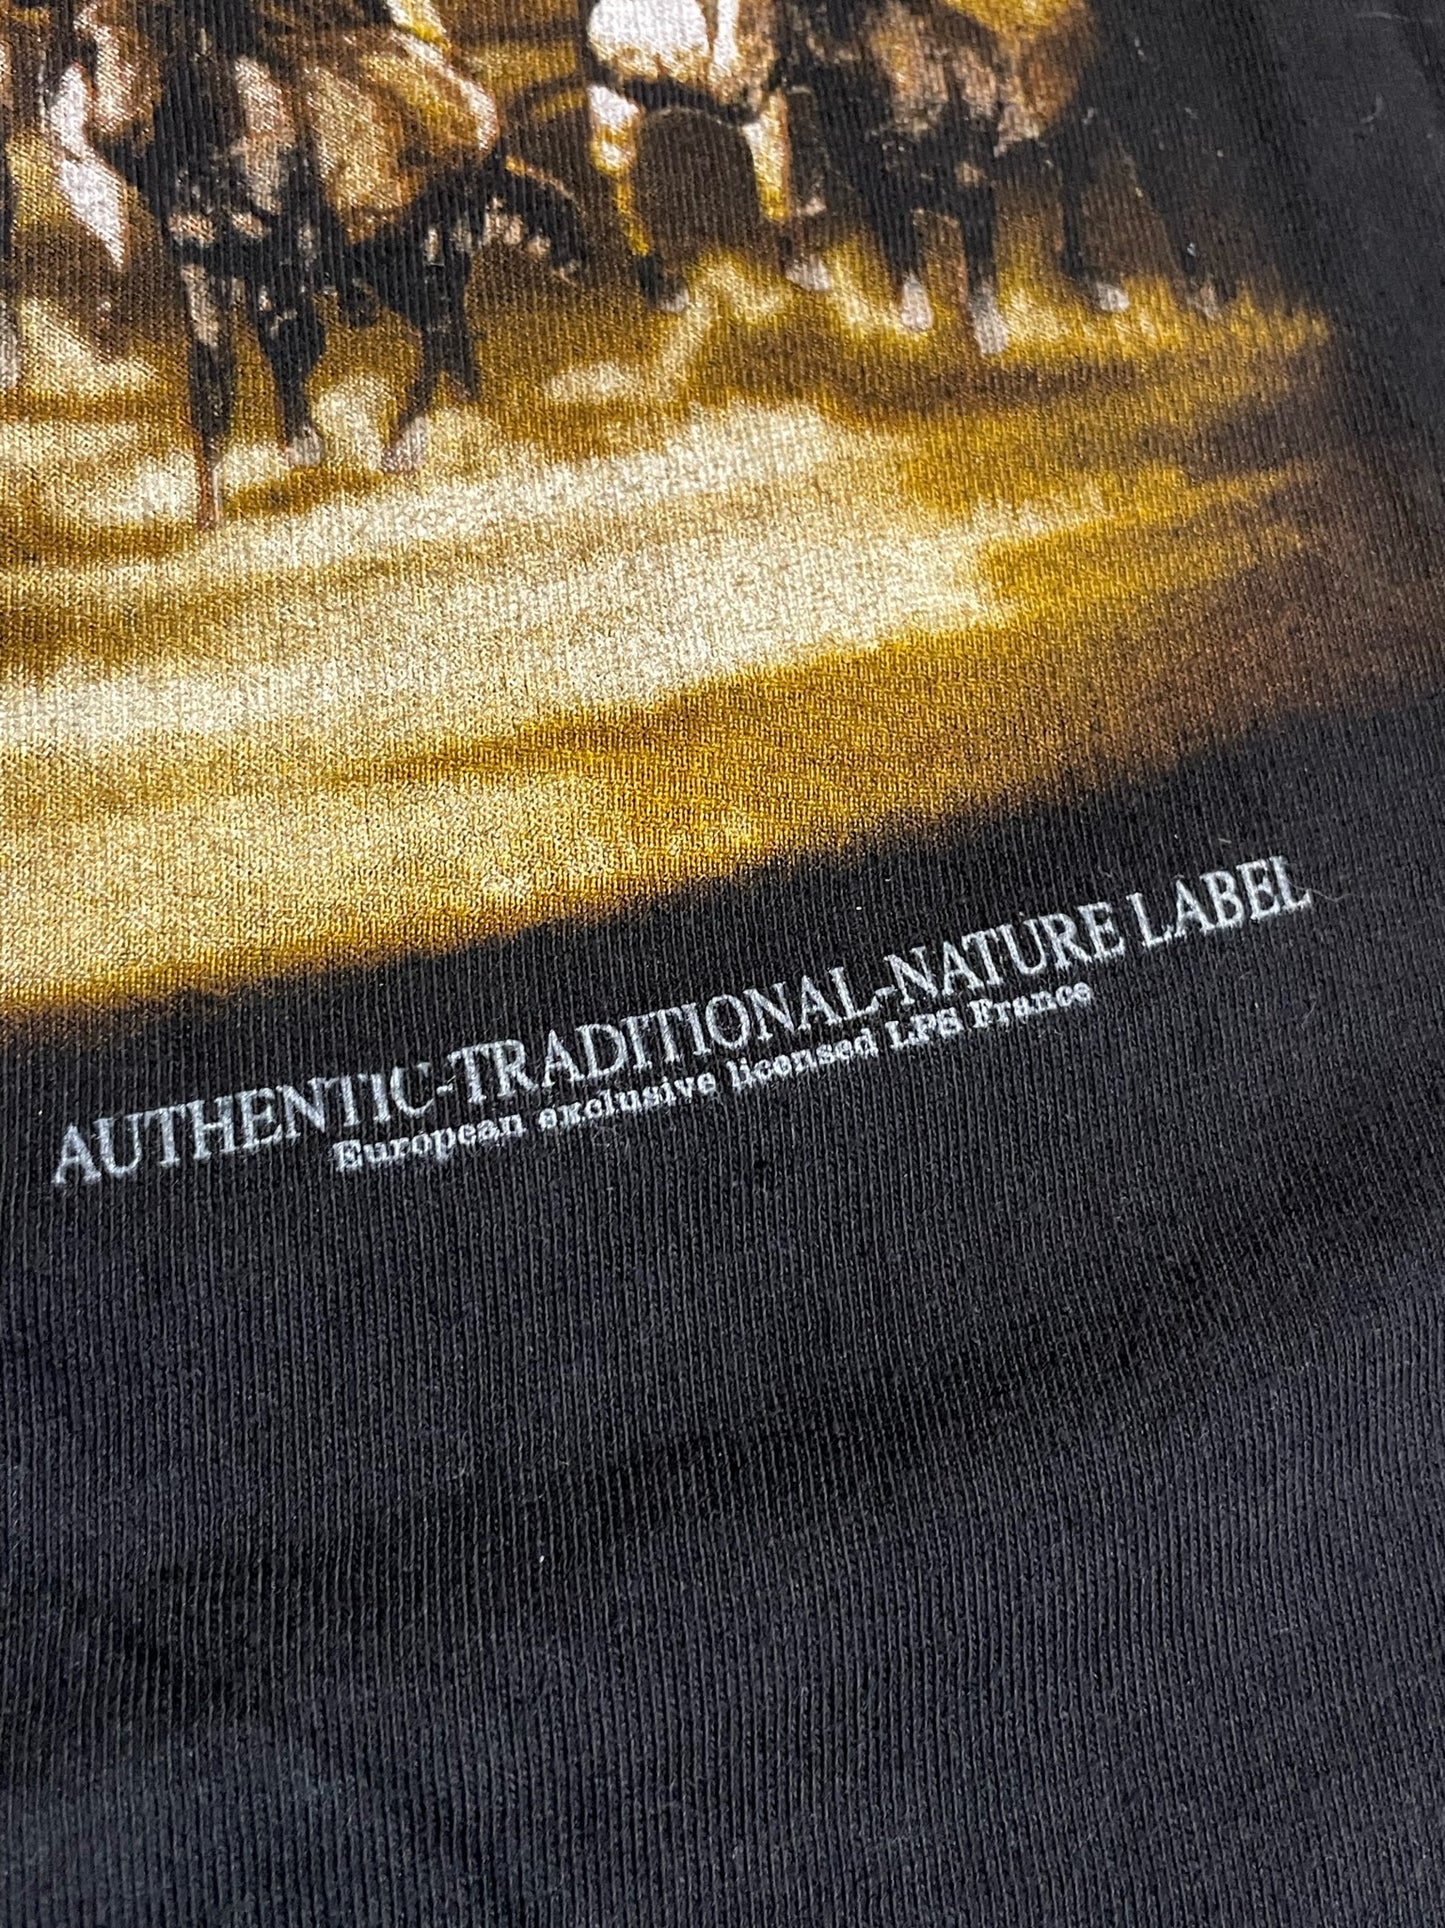 AUTHENTIC-TRADITIONAL-NATURE LABEL
European exclusive licensed LPS France